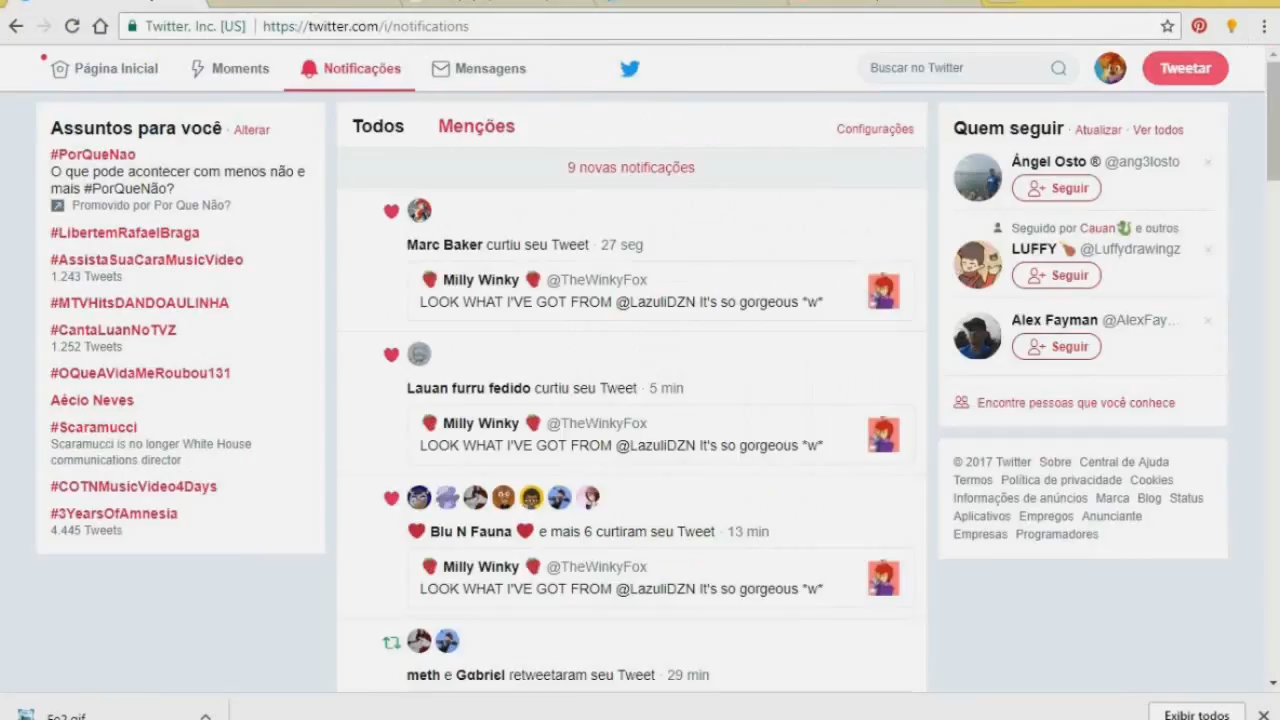 Twitter, Inc. [US] https://twitter.com/i/notifications
Página Inicial Moments Notificações Mensagens Buscar no Twitter Tweetar
Assuntos para você · Alterar
#PorQueNao
O que pode acontecer com menos não e
mais #PorQueNão?
Promovido por Por Que Não?
#LibertemRafaelBraga
#AssistaSuaCaraMusicVideo
1.243 Tweets
#MTVHitsDANDOAULINHA
#CantaLuanNoTVZ
1.252 Tweets
#OQueAVidaMeRoubou131
Aécio Neves
#Scaramucci
Scaramucci is no longer White House
communications director
#COTNMusicVideo4Days
#3YearsOfAmnesia
4.445 Tweets
Todos Menções Configurações
9 novas notificações
Marc Baker curtiu seu Tweet · 27 seg
Milly Winky @TheWinkyFox
LOOK WHAT I'VE GOT FROM @LazuliDZN It's so gorgeous *w*
Lauan furru fedido curtiu seu Tweet · 5 min
Milly Winky @TheWinkyFox
LOOK WHAT I'VE GOT FROM @LazuliDZN It's so gorgeous *w*
Blu N Fauna e mais 6 curtiram seu Tweet · 13 min
Milly Winky @TheWinkyFox
LOOK WHAT I'VE GOT FROM @LazuliDZN It's so gorgeous *w*
meth e Gabriel retweetaram seu Tweet · 29 min
Quem seguir · Atualizar · Ver todos
Ángel Osto ® @ang3losto
Seguir
Seguido por Cauan e outros
LUFFY @Luffydrawingz
Seguir
Alex Fayman @AlexFay...
Seguir
Encontre pessoas que você conhece
© 2017 Twitter Sobre Central de Ajuda
Termos Política de privacidade Cookies
Informações de anúncios Marca Blog Status
Aplicativos Empregos Anunciante
Empresas Programadores
Exibir todos